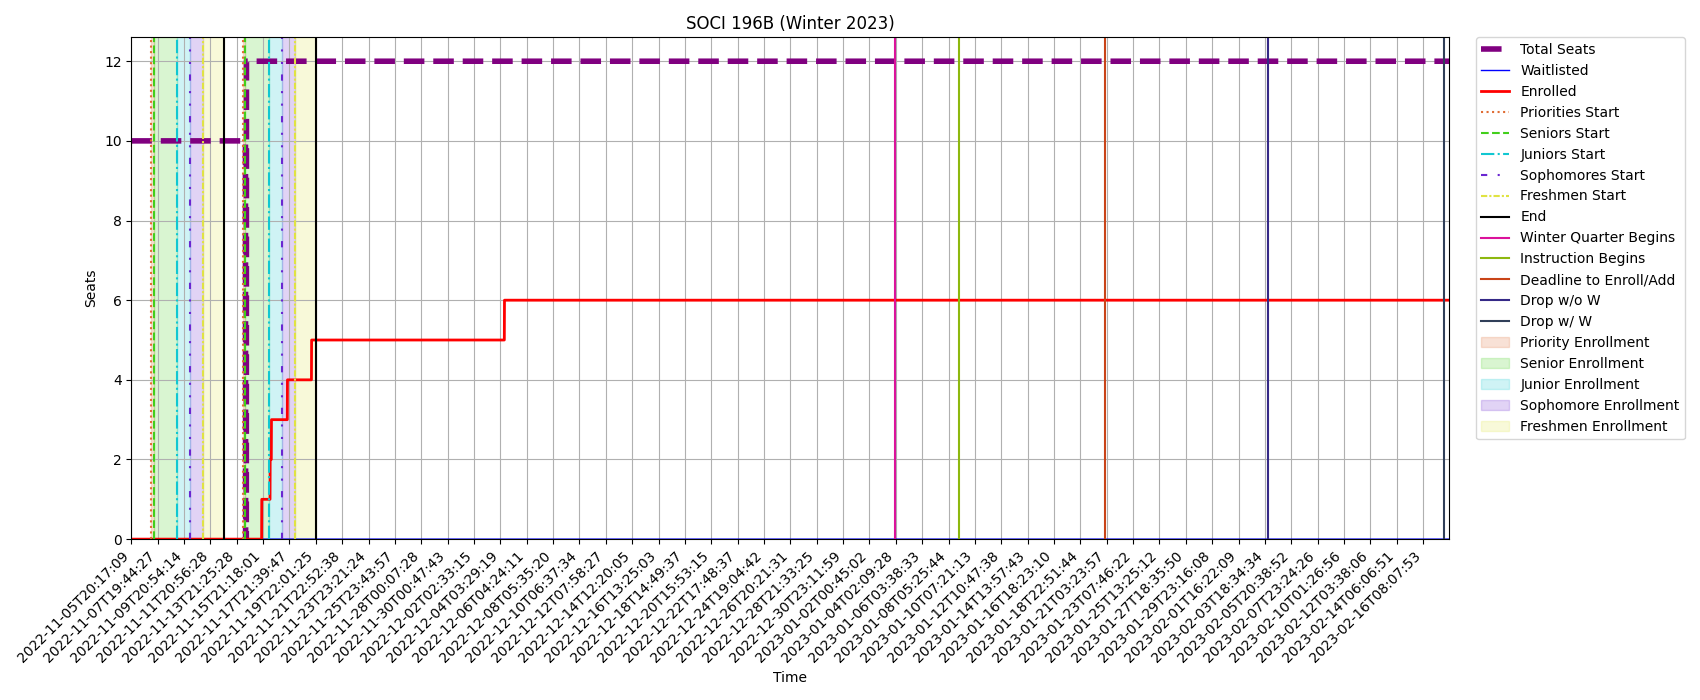 SOCI 196B (Winter 2023)
Seats
12
10
8
6
4
2
0
2022-11-05T20:17:09
2022-11-07T19:44:27
2022-11-09T20:54:14
2022-11-11T20:56:28
2022-11-13T21:25:28
2022-11-15T21:18:01
2022-11-17T21:39:47
2022-11-19T22:01:25
2022-11-21T22:52:38
2022-11-23T23:21:24
2022-11-25T23:43:57
2022-11-28T00:07:28
2022-11-30T00:47:43
2022-12-02T02:33:15
2022-12-04T03:29:19
2022-12-06T04:24:11
2022-12-08T05:35:20
2022-12-10T06:37:34
2022-12-12T07:58:27
2022-12-14T12:20:05
2022-12-16T13:25:03
2022-12-18T14:49:37
2022-12-20T15:53:15
2022-12-22T17:48:37
2022-12-24T19:04:42
2022-12-26T20:21:31
2022-12-28T21:33:25
2022-12-30T23:11:59
2023-01-02T00:45:02
2023-01-04T02:09:28
2023-01-06T03:38:33
2023-01-08T05:25:44
2023-01-10T07:21:13
2023-01-12T10:47:38
2023-01-14T13:57:43
2023-01-16T18:23:10
2023-01-18T22:51:44
2023-01-21T03:23:57
2023-01-23T07:46:22
2023-01-25T13:25:12
2023-01-27T18:35:50
2023-01-29T23:16:08
2023-02-01T16:22:09
2023-02-03T18:34:34
2023-02-05T20:38:52
2023-02-07T23:24:26
2023-02-10T01:26:56
2023-02-12T03:38:06
2023-02-14T06:06:51
2023-02-16T08:07:53
Time
Total Seats
Waitlisted
Enrolled
Priorities Start
Seniors Start
Juniors Start
Sophomores Start
Freshmen Start
End
Winter Quarter Begins
Instruction Begins
Deadline to Enroll/Add
Drop w/o W
Drop w/ W
Priority Enrollment
Senior Enrollment
Junior Enrollment
Sophomore Enrollment
Freshmen Enrollment